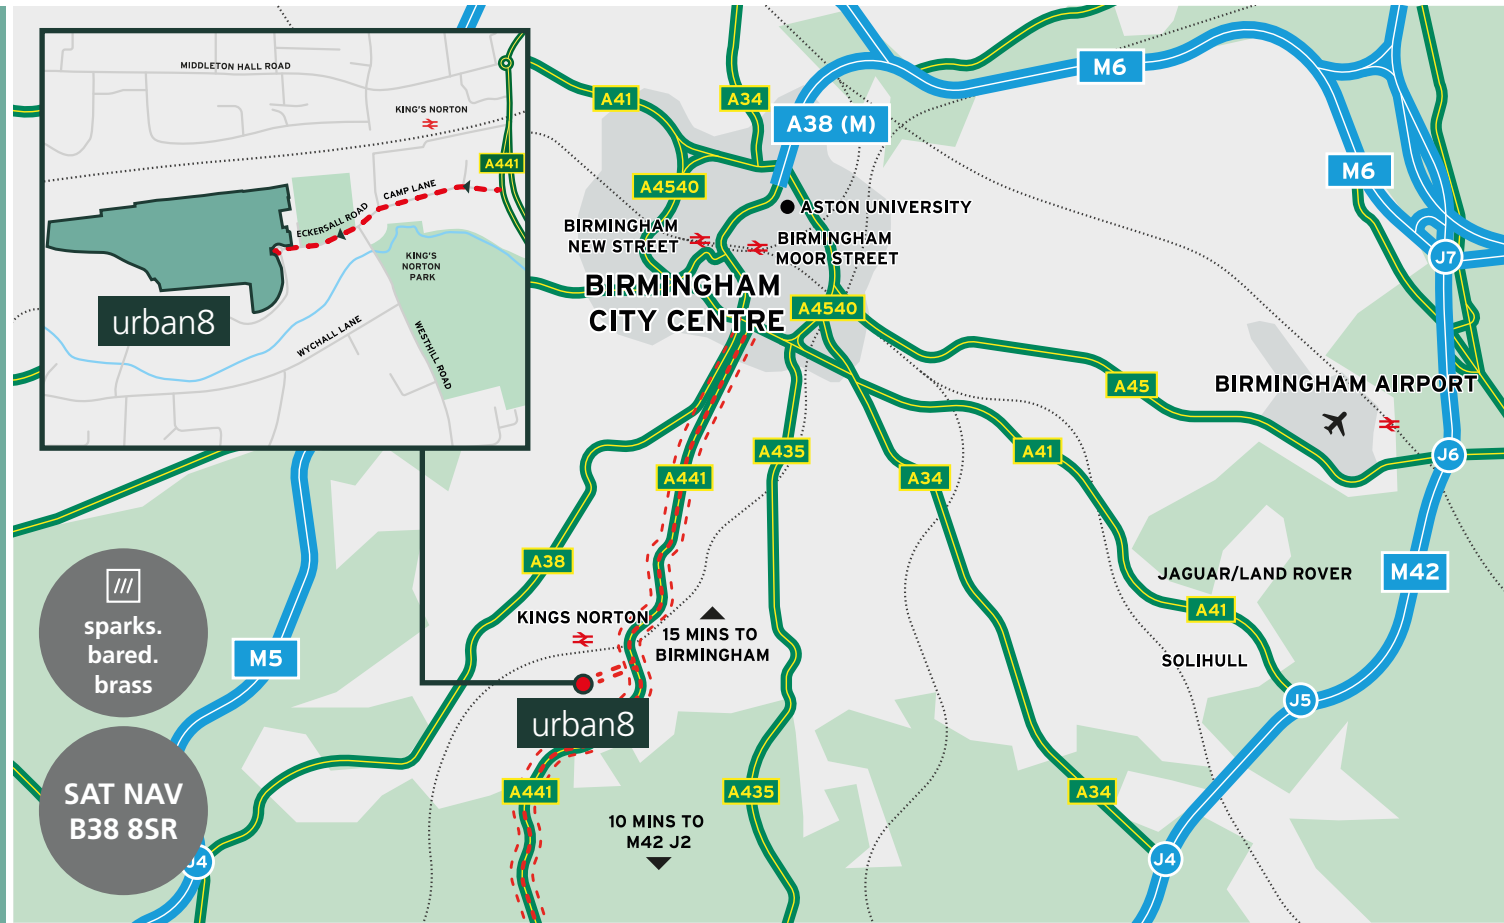 MIDDLETON HALL ROAD
KING'S NORTON
A441
CAMP LANE
ECKERSALL ROAD
KING'S
NORTON
PARK
urban8
WYCHALL LANE
WESTHILL ROAD
A41
A34
M6
A38 (M)
M6
A4540
ASTON UNIVERSITY
BIRMINGHAM
NEW STREET
BIRMINGHAM
MOOR STREET
J7
BIRMINGHAM
CITY CENTRE
A4540
A45
BIRMINGHAM AIRPORT
A435
A41
J6
A441
A34
A38
JAGUAR/LAND ROVER
M42
A41
KINGS NORTON
15 MINS TO
BIRMINGHAM
SOLIHULL
sparks.
bared.
brass
M5
J5
urban8
SAT NAV
B38 8SR
A441
A435
A34
10 MINS TO
M42 J2
J4
J4